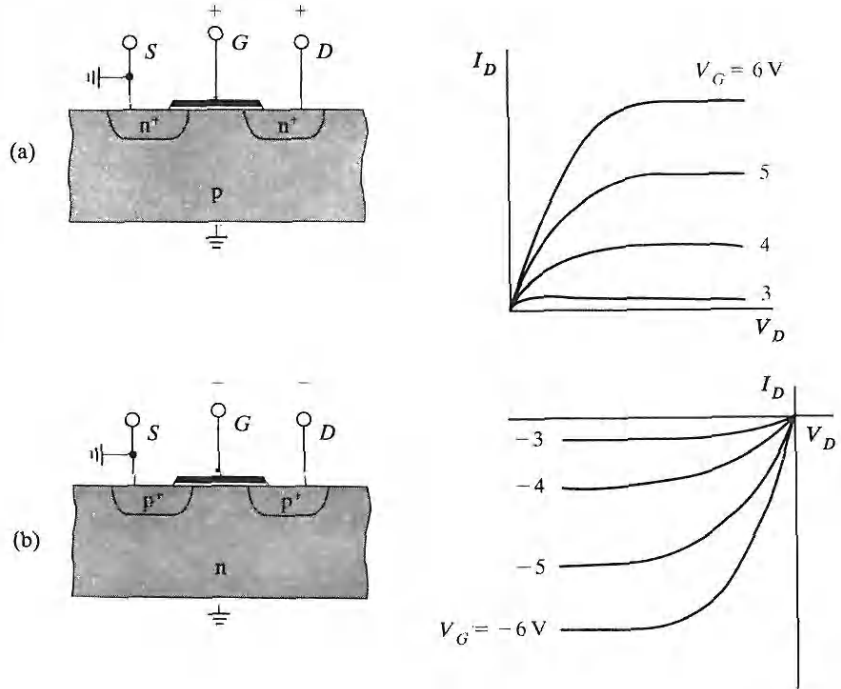 + +
S G D
n⁺ n⁺
(a)
p
I_D
V_G = 6 V
5
4
3
V_D
− −
S G D
p⁺ p⁺
(b)
n
I_D
V_D
−3
−4
−5
V_G = −6 V